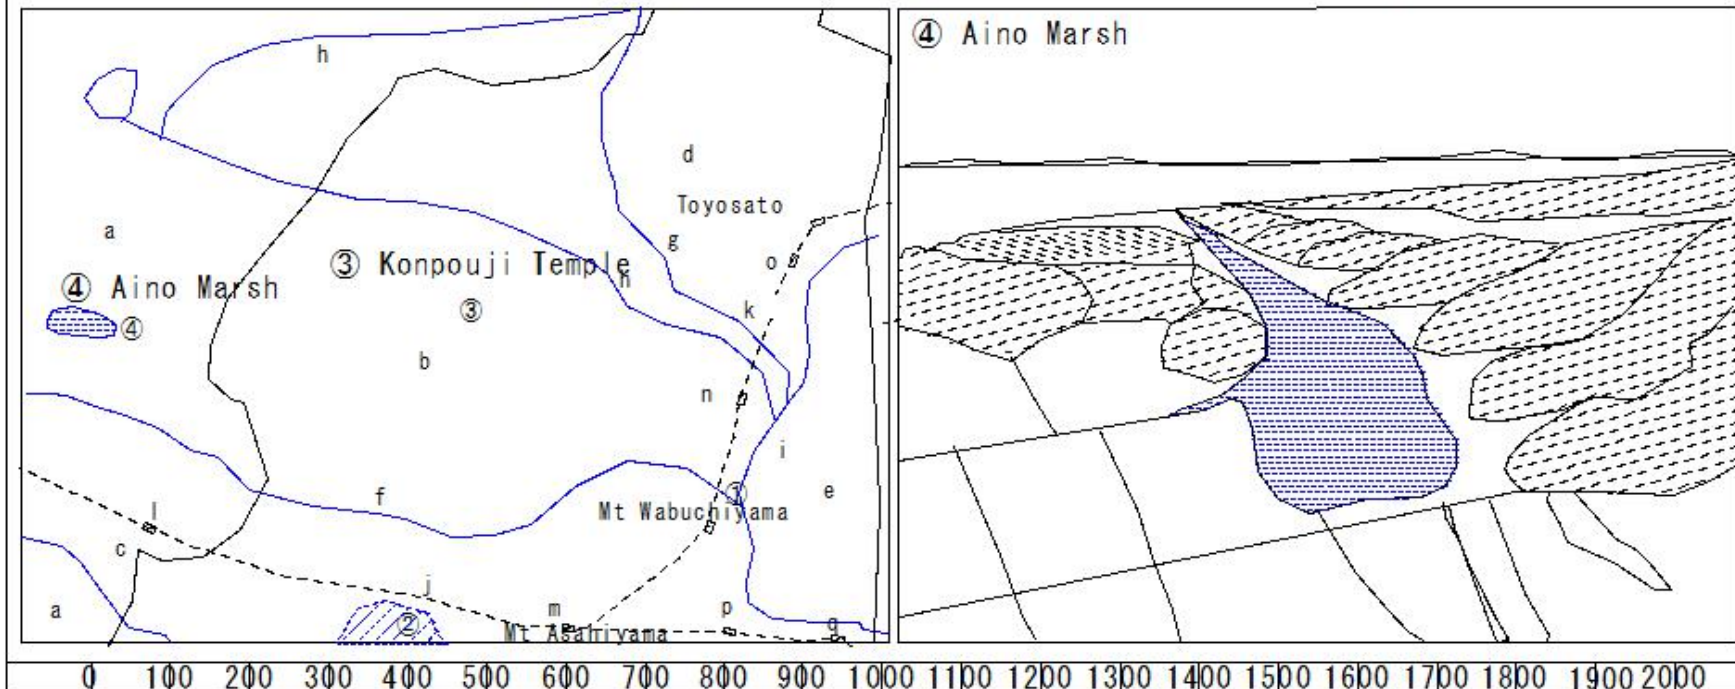 h
④ Aino Marsh
d
Toyosato
a
g
③ Konpouji Temple
o
④ Aino Marsh
h
③
k
④
b
n
i
①
e
f
l
Mt Wabuchiyama
c
j
a
m
p
②
q
Mt Asahiyama
0 100 200 300 400 500 600 700 800 900 1000 1100 1200 1300 1400 1500 1600 1700 1800 1900 2000